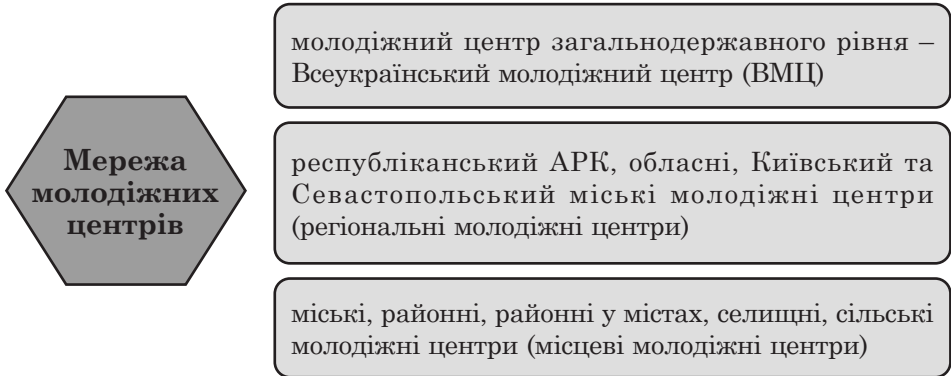 молодіжний центр загальнодержавного рівня –
Всеукраїнський молодіжний центр (ВМЦ)
Мережа
молодіжних
центрів
республіканський АРК, обласні, Київський та
Севастопольський міські молодіжні центри
(регіональні молодіжні центри)
міські, районні, районні у містах, селищні, сільські
молодіжні центри (місцеві молодіжні центри)